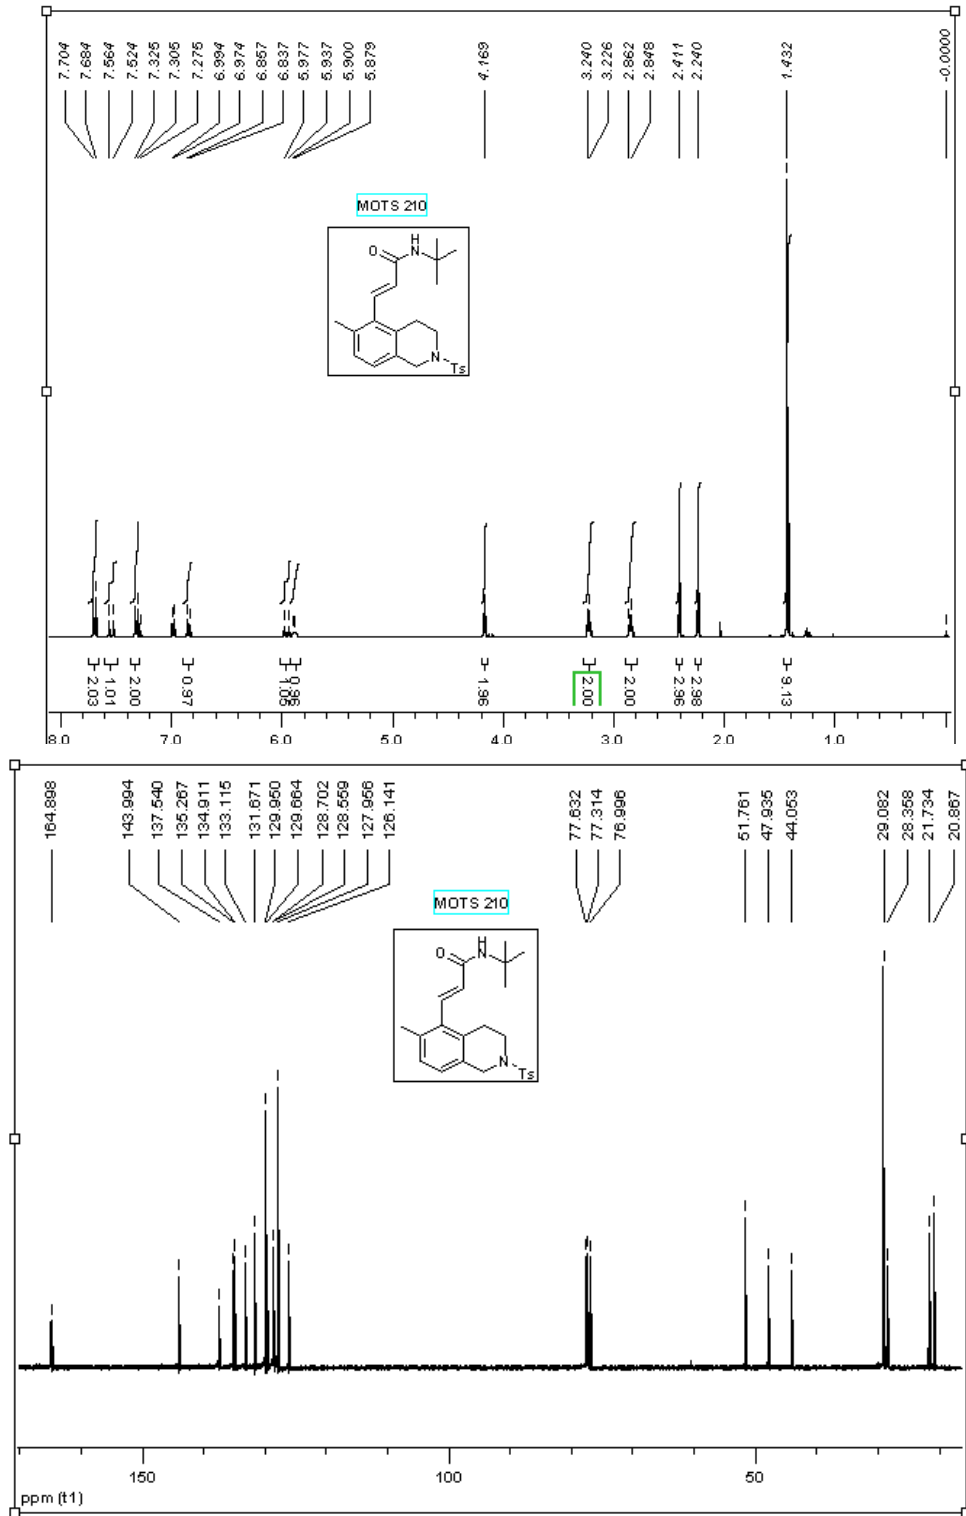 7.704 7.684 7.564 7.524 7.325 7.305 7.275 6.994 6.974 6.857 6.837 5.977 5.937 5.900 5.879 4.169 3.240 3.226 2.862 2.848 2.411 2.240 1.432 -0.0000
MOTS 210
H
O N
N
Ts
2.03 1.01 2.00 0.97 1.05 0.96 1.96 2.00 2.00 2.96 2.98 9.13
8.0 7.0 6.0 5.0 4.0 3.0 2.0 1.0
164.898 143.994 137.540 135.267 134.911 133.115 131.671 129.950 129.664 128.702 128.559 127.956 126.141 77.632 77.314 76.996 51.761 47.935 44.053 29.082 28.358 21.734 20.867
MOTS 210
H
O N
N
Ts
150 100 50
ppm (t1)